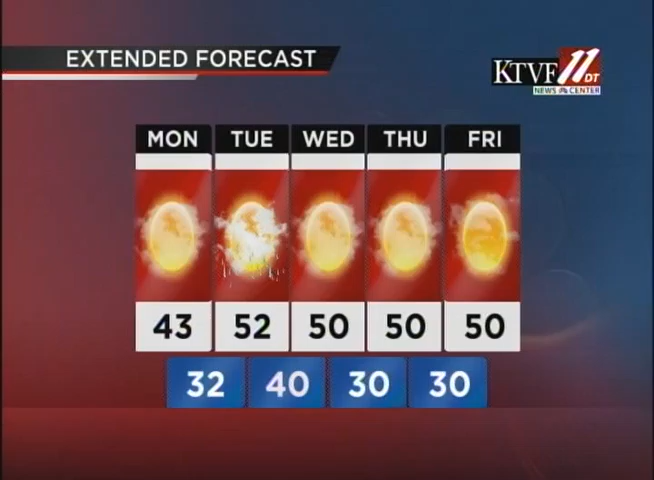 EXTENDED FORECAST
KTVF 11 DT
NEWS CENTER
MON TUE WED THU FRI
43 52 50 50 50
32 40 30 30